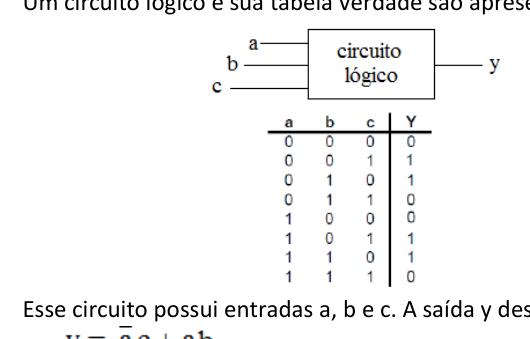 Um circuito lógico e sua tabela verdade são
a
b
c
circuito
lógico
y
a b c Y
0 0 0 0
0 0 1 1
0 1 0 1
0 1 1 0
1 0 0 0
1 0 1 1
1 1 0 1
1 1 1 0
Esse circuito possui entradas a, b e c. A saída y